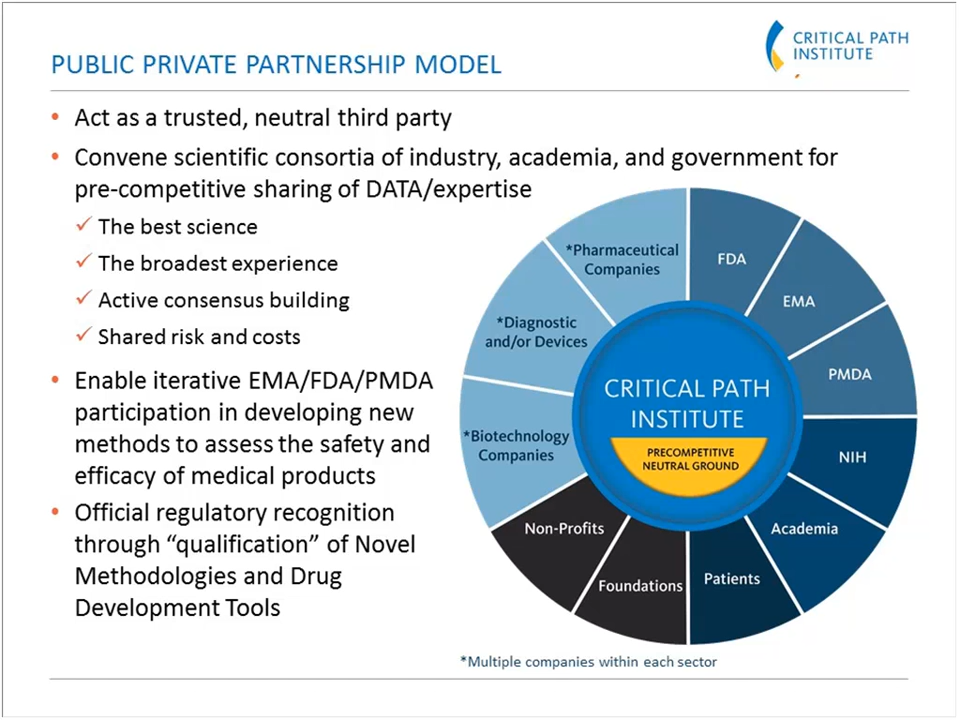 CRITICAL PATH
INSTITUTE
PUBLIC PRIVATE PARTNERSHIP MODEL
• Act as a trusted, neutral third party
• Convene scientific consortia of industry, academia, and government for
pre-competitive sharing of DATA/expertise
✓ The best science
✓ The broadest experience
✓ Active consensus building
✓ Shared risk and costs
• Enable iterative EMA/FDA/PMDA
participation in developing new
methods to assess the safety and
efficacy of medical products
• Official regulatory recognition
through “qualification” of Novel
Methodologies and Drug
Development Tools
*Pharmaceutical
Companies
FDA
EMA
PMDA
NIH
Academia
Patients
Foundations
Non-Profits
*Biotechnology
Companies
*Diagnostic
and/or Devices
CRITICAL PATH
INSTITUTE
PRECOMPETITIVE
NEUTRAL GROUND
*Multiple companies within each sector